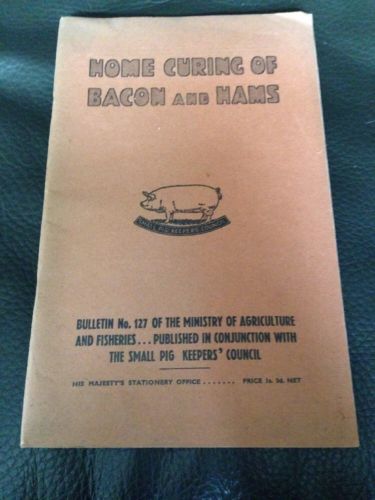 HOME CURING OF
BACON AND HAMS
SMALL PIG KEEPERS' COUNCIL
BULLETIN No. 127 OF THE MINISTRY OF AGRICULTURE
AND FISHERIES... PUBLISHED IN CONJUNCTION WITH
THE SMALL PIG KEEPERS' COUNCIL
HIS MAJESTY'S STATIONERY OFFICE ....... PRICE 1s. 3d. NET